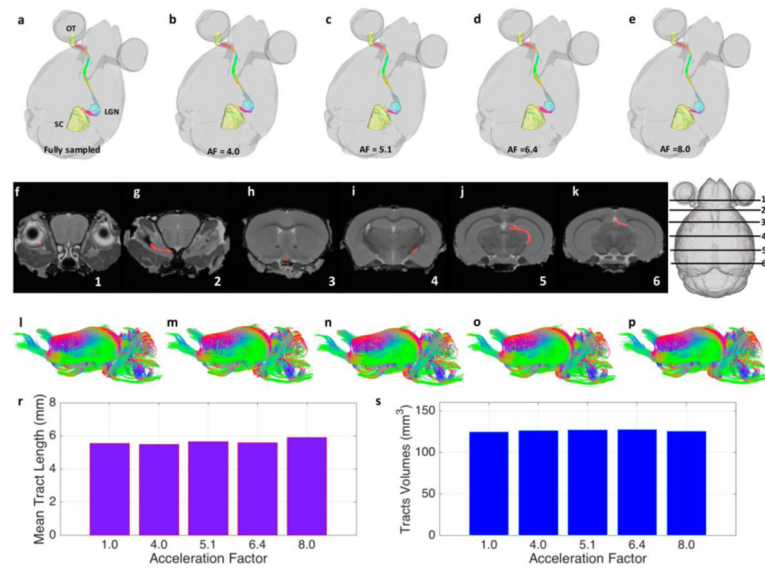 a b c d e
OT
LGN
SC
Fully sampled AF = 4.0 AF = 5.1 AF =6.4 AF =8.0
f g h i j k
1
2
3
4
5
6
1 2 3 4 5 6
l m n o p
r s
8
6
4
2
0
Mean Tract Length (mm)
1.0 4.0 5.1 6.4 8.0
Acceleration Factor
150
100
50
0
Tracts Volumes (mm³)
1.0 4.0 5.1 6.4 8.0
Acceleration Factor